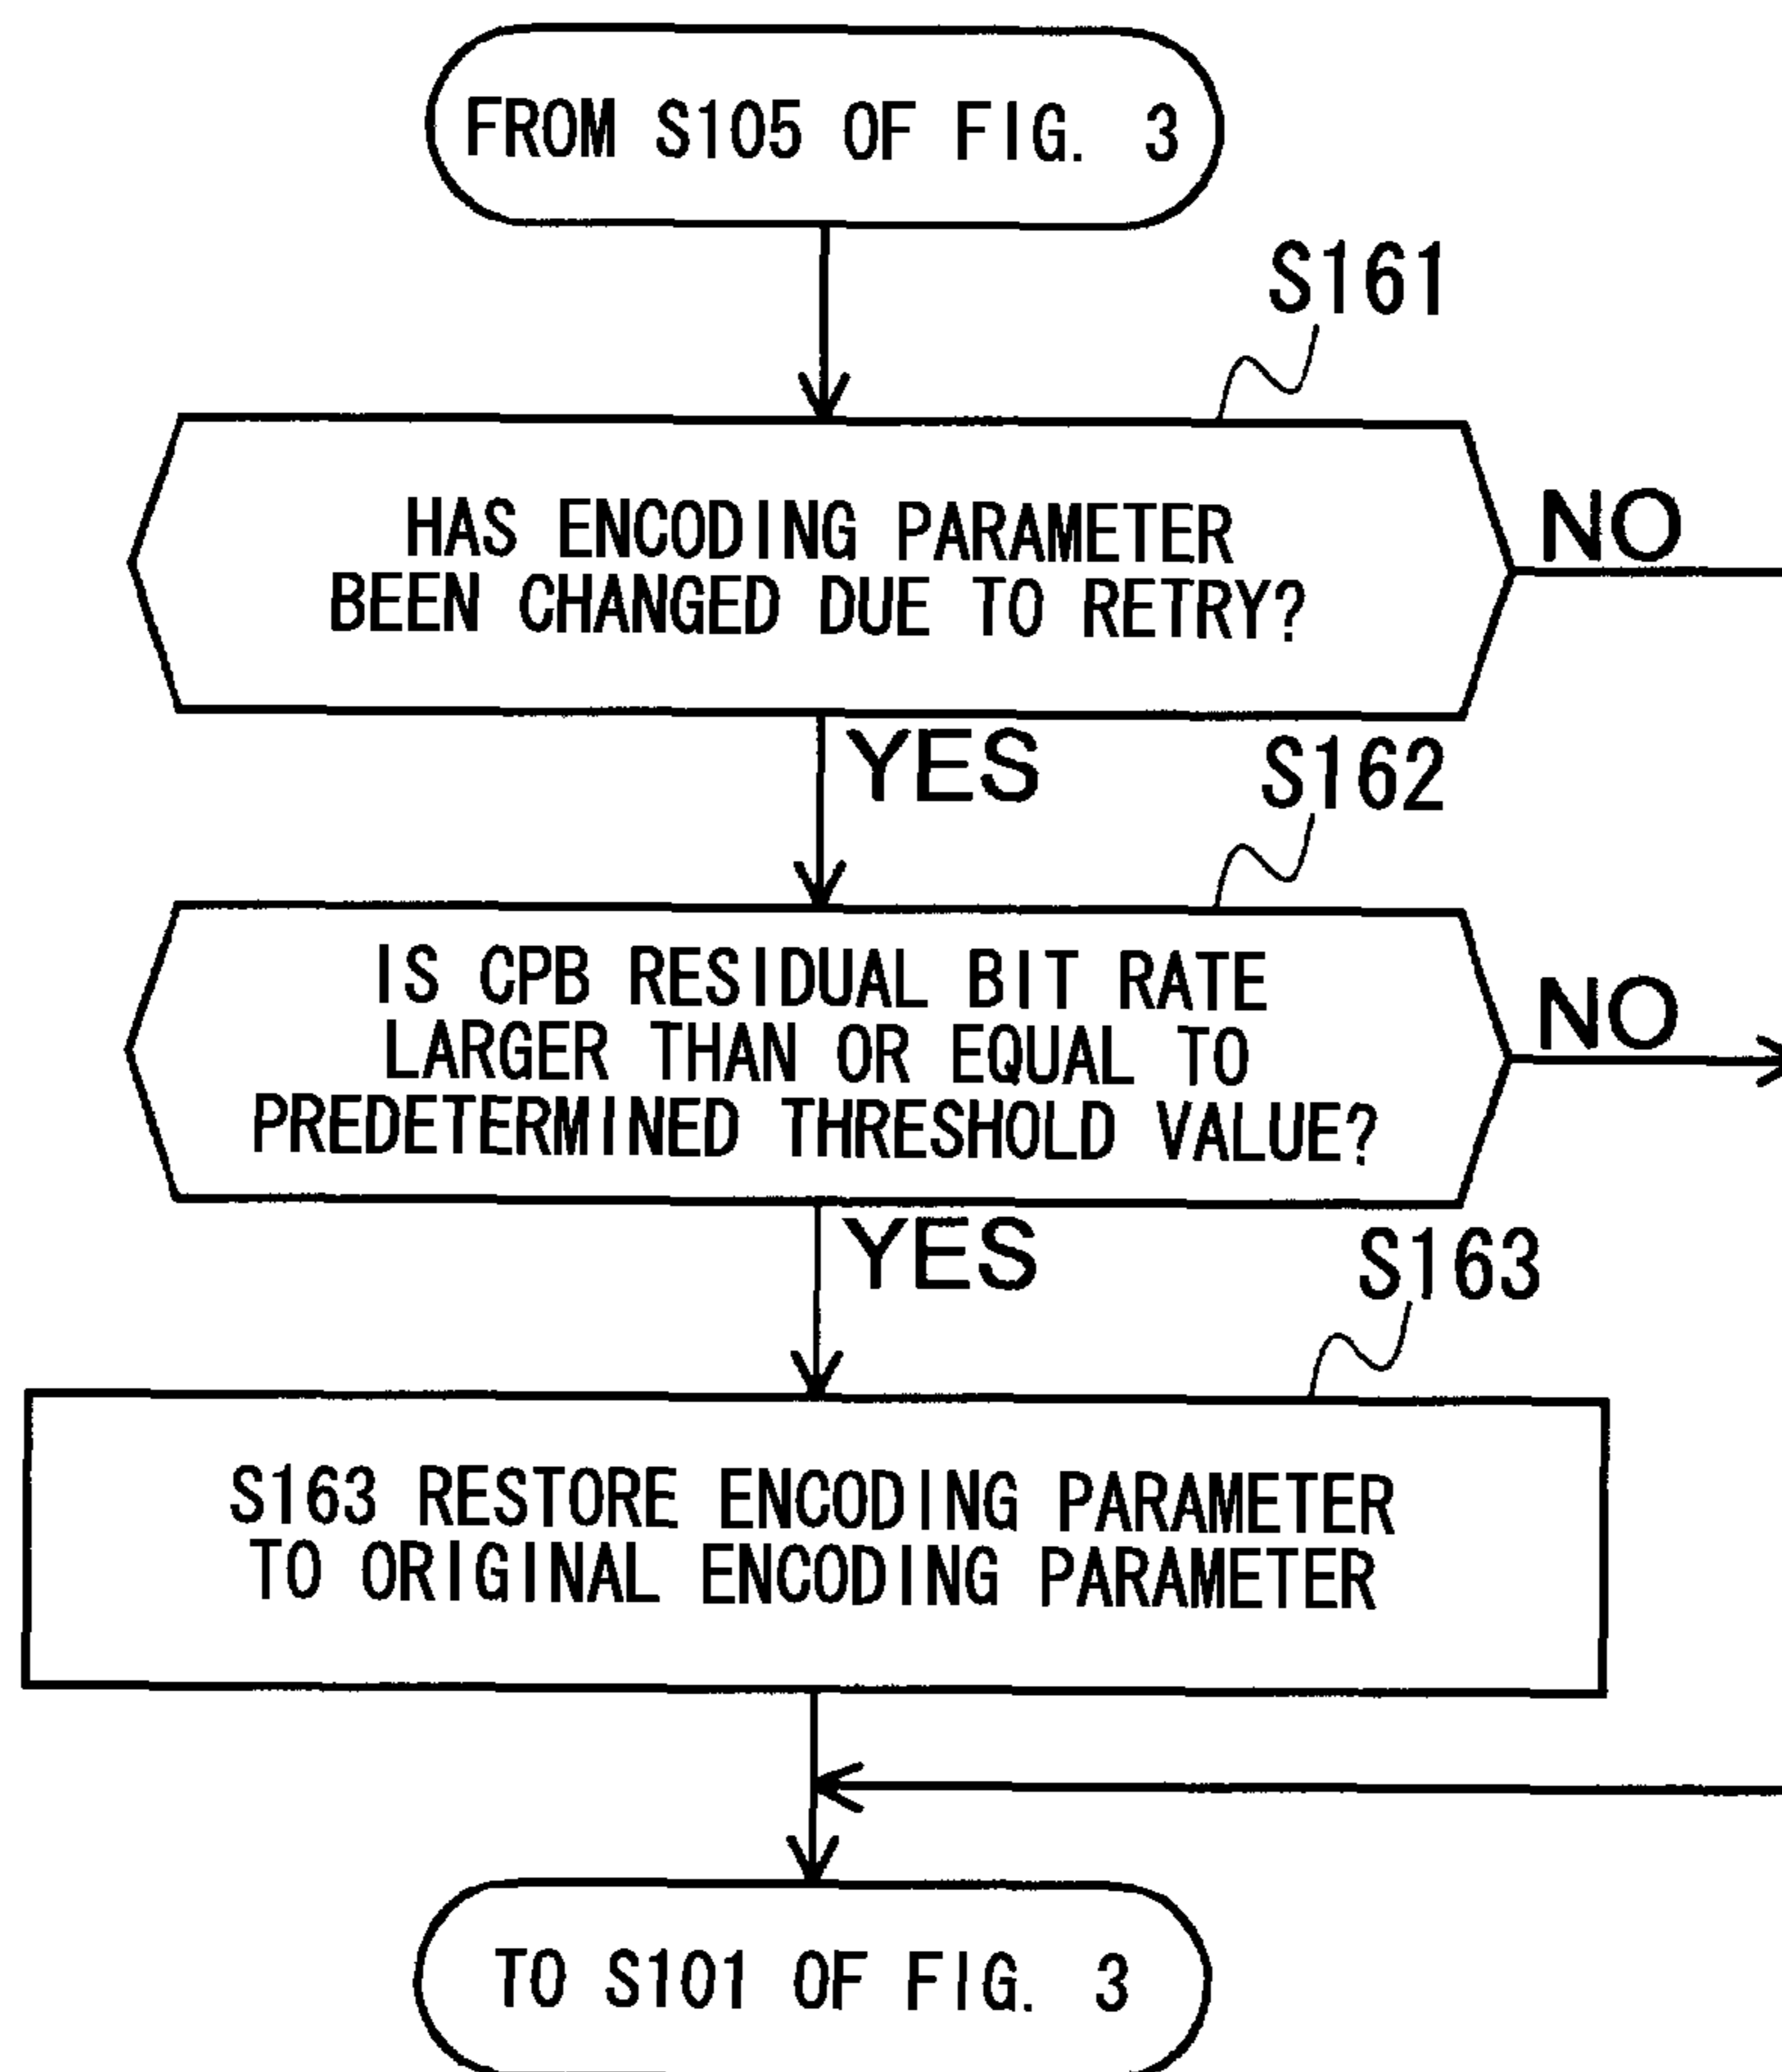 FROM S105 OF FIG. 3
S161
HAS ENCODING PARAMETER
BEEN CHANGED DUE TO RETRY?
NO
YES
S162
IS CPB RESIDUAL BIT RATE
LARGER THAN OR EQUAL TO
PREDETERMINED THRESHOLD VALUE?
NO
YES
S163
S163 RESTORE ENCODING PARAMETER
TO ORIGINAL ENCODING PARAMETER
TO S101 OF FIG. 3